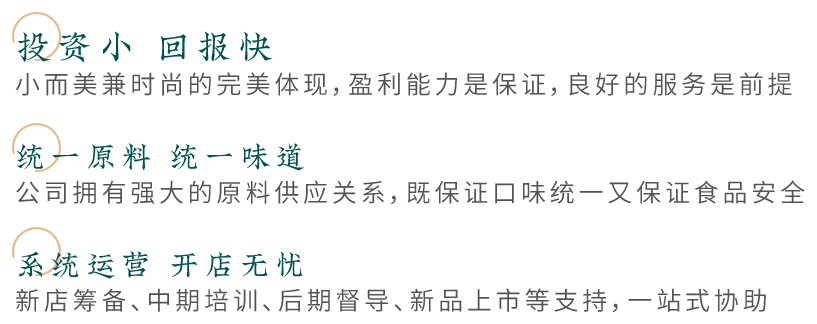 投资小 回报快
小而美兼时尚的完美体现，盈利能力是保证，良好的服务是前提
统一原料 统一味道
公司拥有强大的原料供应关系，既保证口味统一又保证食品安全
系统运营 开店无忧
新店筹备、中期培训、后期督导、新品上市等支持，一站式协助